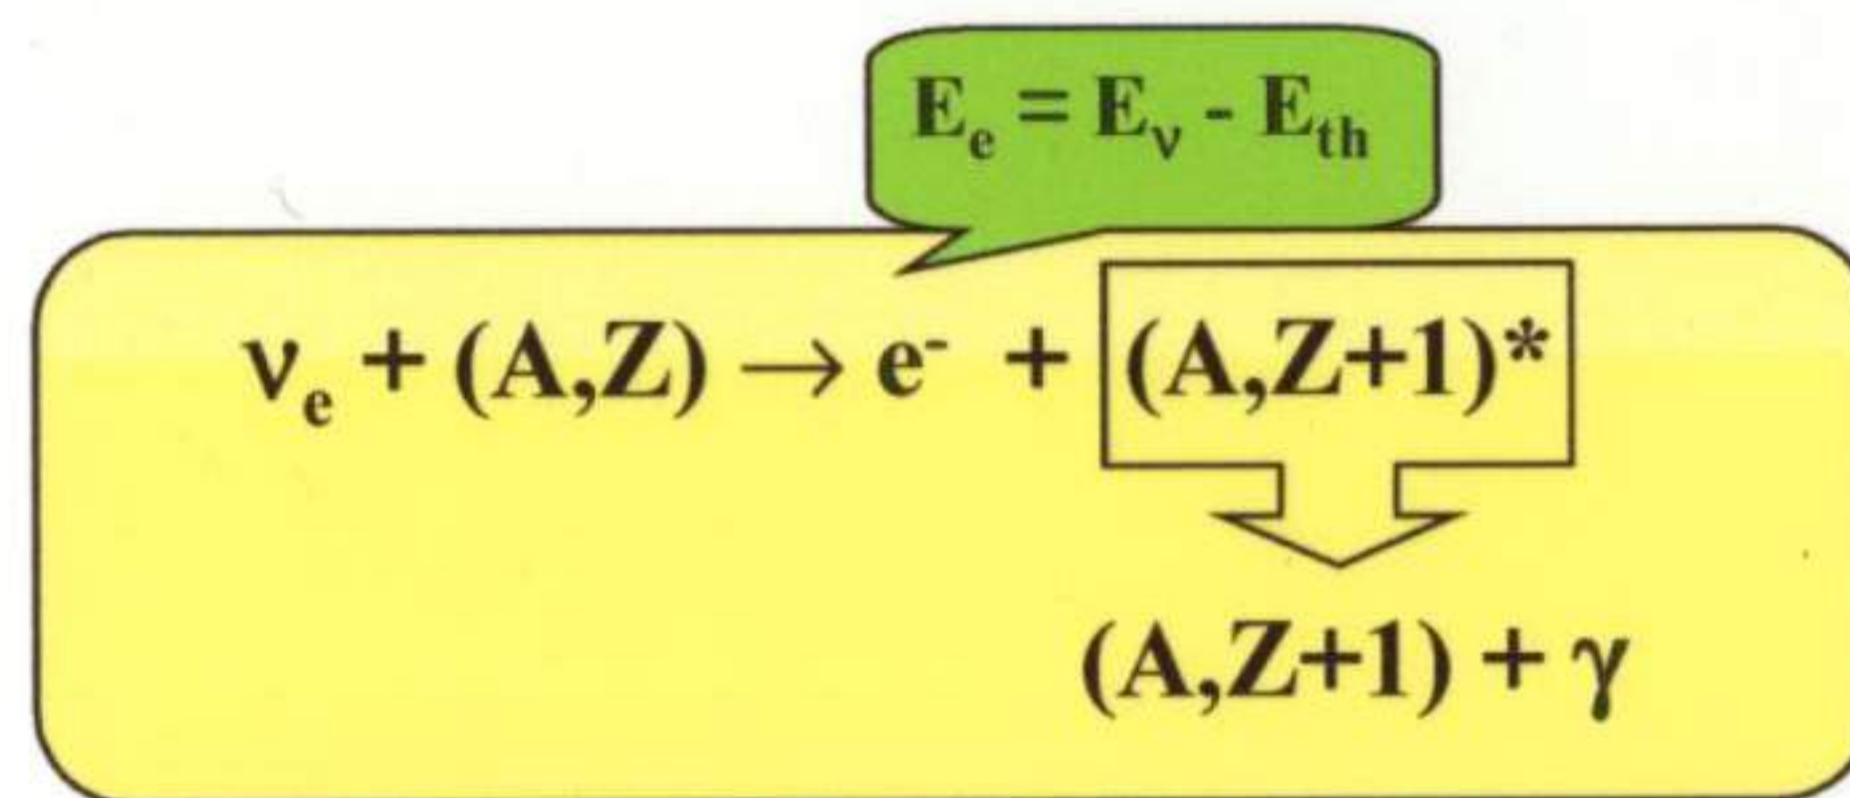 Eₑ = Eᵥ - Eₜₕ
νₑ + (A,Z) → e⁻ + (A,Z+1)*
(A,Z+1) + γ